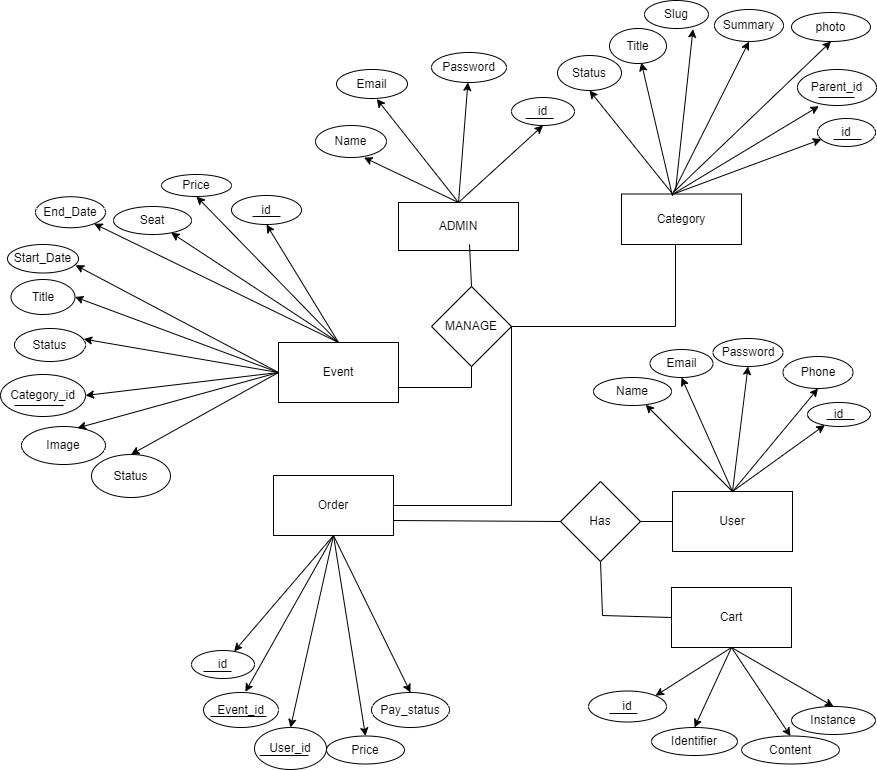 Slug
Summary
photo
Title
Status
Parent_id
id
Category
Password
Email
id
Name
ADMIN
Price
id
End_Date
Seat
Start_Date
Title
Status
Category_id
Image
Status
Event
MANAGE
Password
Email
Phone
Name
id
User
Order
Has
Cart
id
Event_id
User_id
Price
Pay_status
id
Identifier
Content
Instance